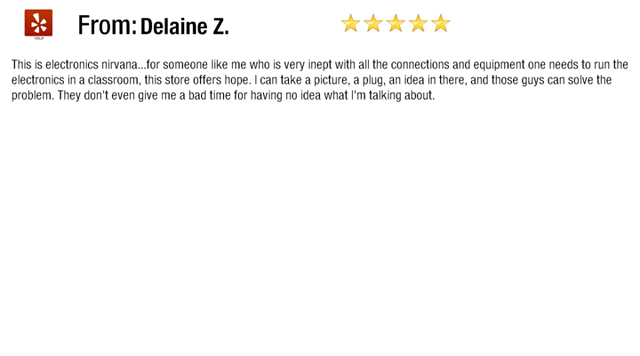 From: Delaine Z.
This is electronics nirvana...for someone like me who is very inept with all the connections and equipment one needs to run the
electronics in a classroom, this store offers hope. I can take a picture, a plug, an idea in there, and those guys can solve the
problem. They don't even give me a bad time for having no idea what I'm talking about.